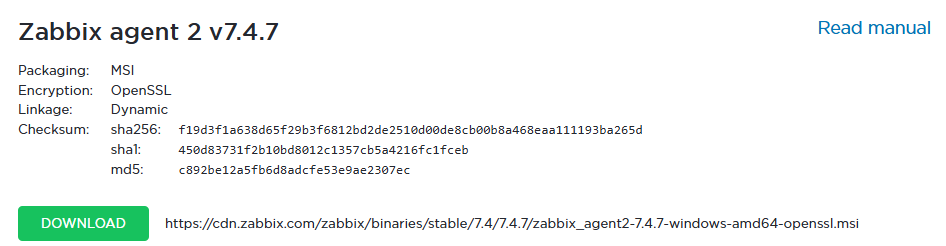 Zabbix agent 2 v7.4.7
Read manual
Packaging: MSI
Encryption: OpenSSL
Linkage: Dynamic
Checksum: sha256: f19d3f1a638d65f29b3f6812bd2de2510d00de8cb00b8a468eaa111193ba265d
sha1: 450d83731f2b10bd8012c1357cb5a4216fc1fceb
md5: c892be12a5fb6d8adcfe53e9ae2307ec
DOWNLOAD https://cdn.zabbix.com/zabbix/binaries/stable/7.4/7.4.7/zabbix_agent2-7.4.7-windows-amd64-openssl.msi